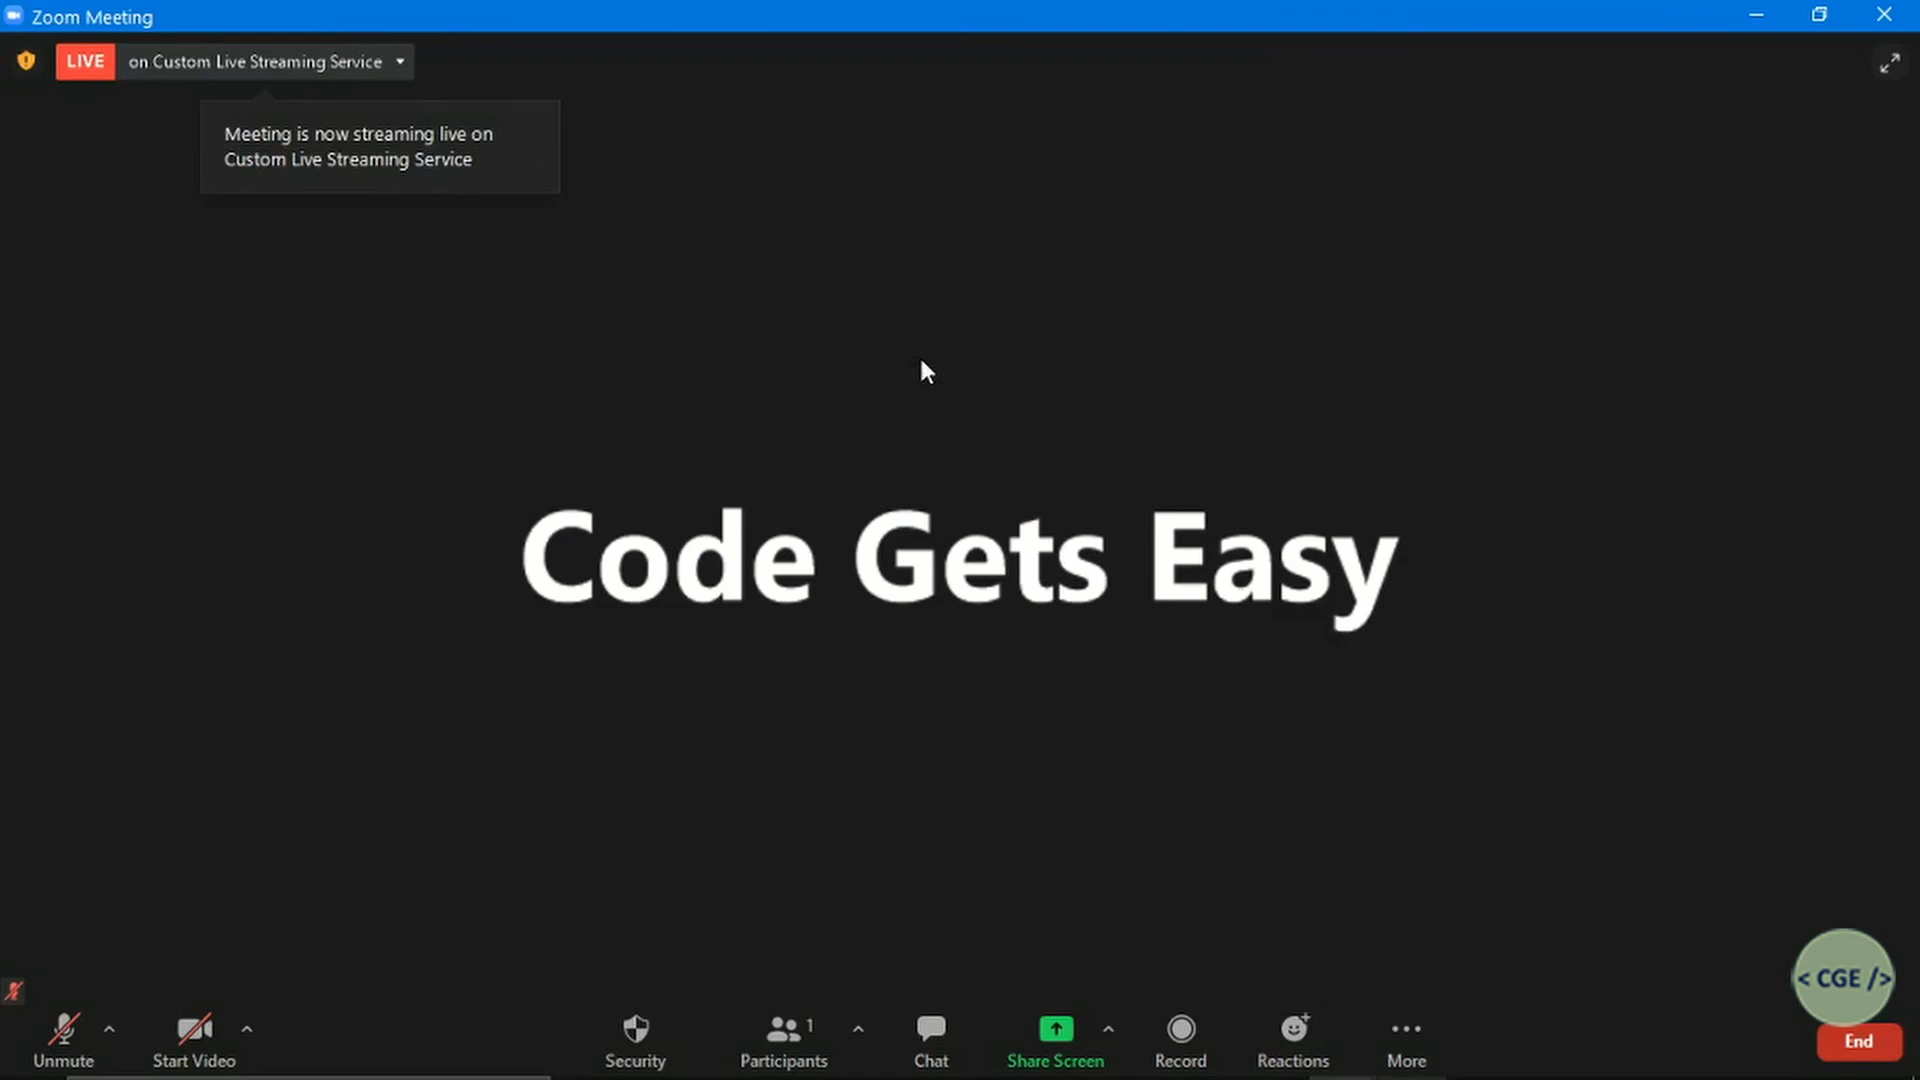 Zoom Meeting
LIVE on Custom Live Streaming Service
Meeting is now streaming live on
Custom Live Streaming Service
Code Gets Easy
< CGE />
Unmute
Start Video
Security
Participants 1
Chat
Share Screen
Record
Reactions
More
End